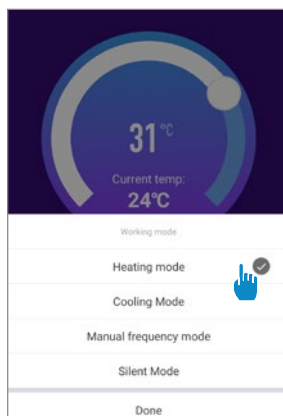 31°C
Current temp:
24°C
Working mode
Heating mode
Cooling Mode
Manual frequency mode
Silent Mode
Done